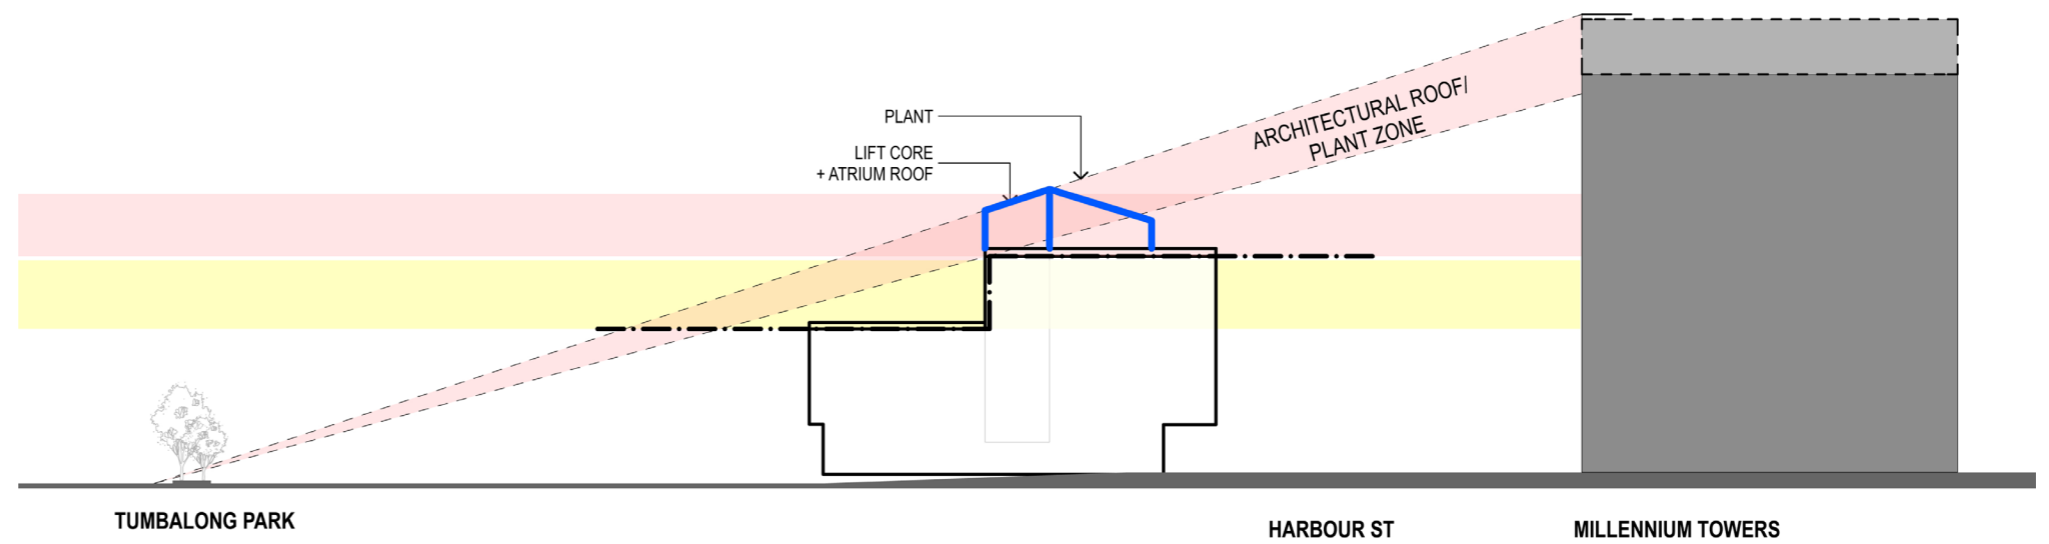 PLANT
LIFT CORE
+ ATRIUM ROOF
ARCHITECTURAL ROOF/
PLANT ZONE
TUMBALONG PARK
HARBOUR ST
MILLENNIUM TOWERS